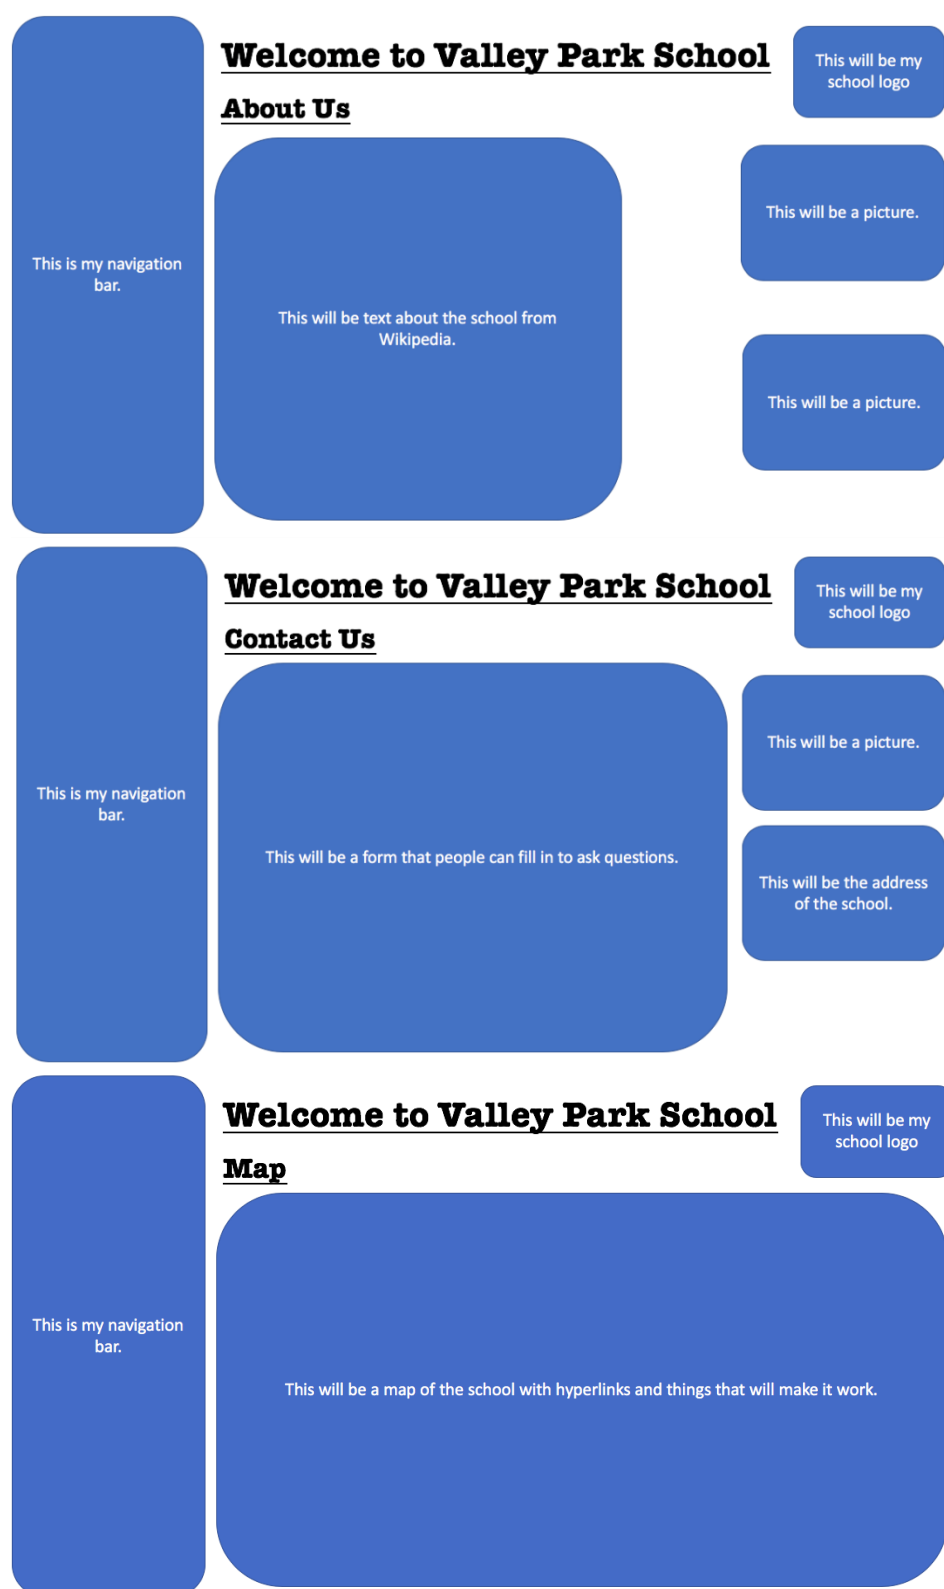 Welcome to Valley Park School
This will be my
school logo
About Us
This is my navigation
bar.
This will be text about the school from
Wikipedia.
This will be a picture.
This will be a picture.
Welcome to Valley Park School
This will be my
school logo
Contact Us
This is my navigation
bar.
This will be a form that people can fill in to ask questions.
This will be a picture.
This will be the address
of the school.
Welcome to Valley Park School
This will be my
school logo
Map
This is my navigation
bar.
This will be a map of the school with hyperlinks and things that will make it work.